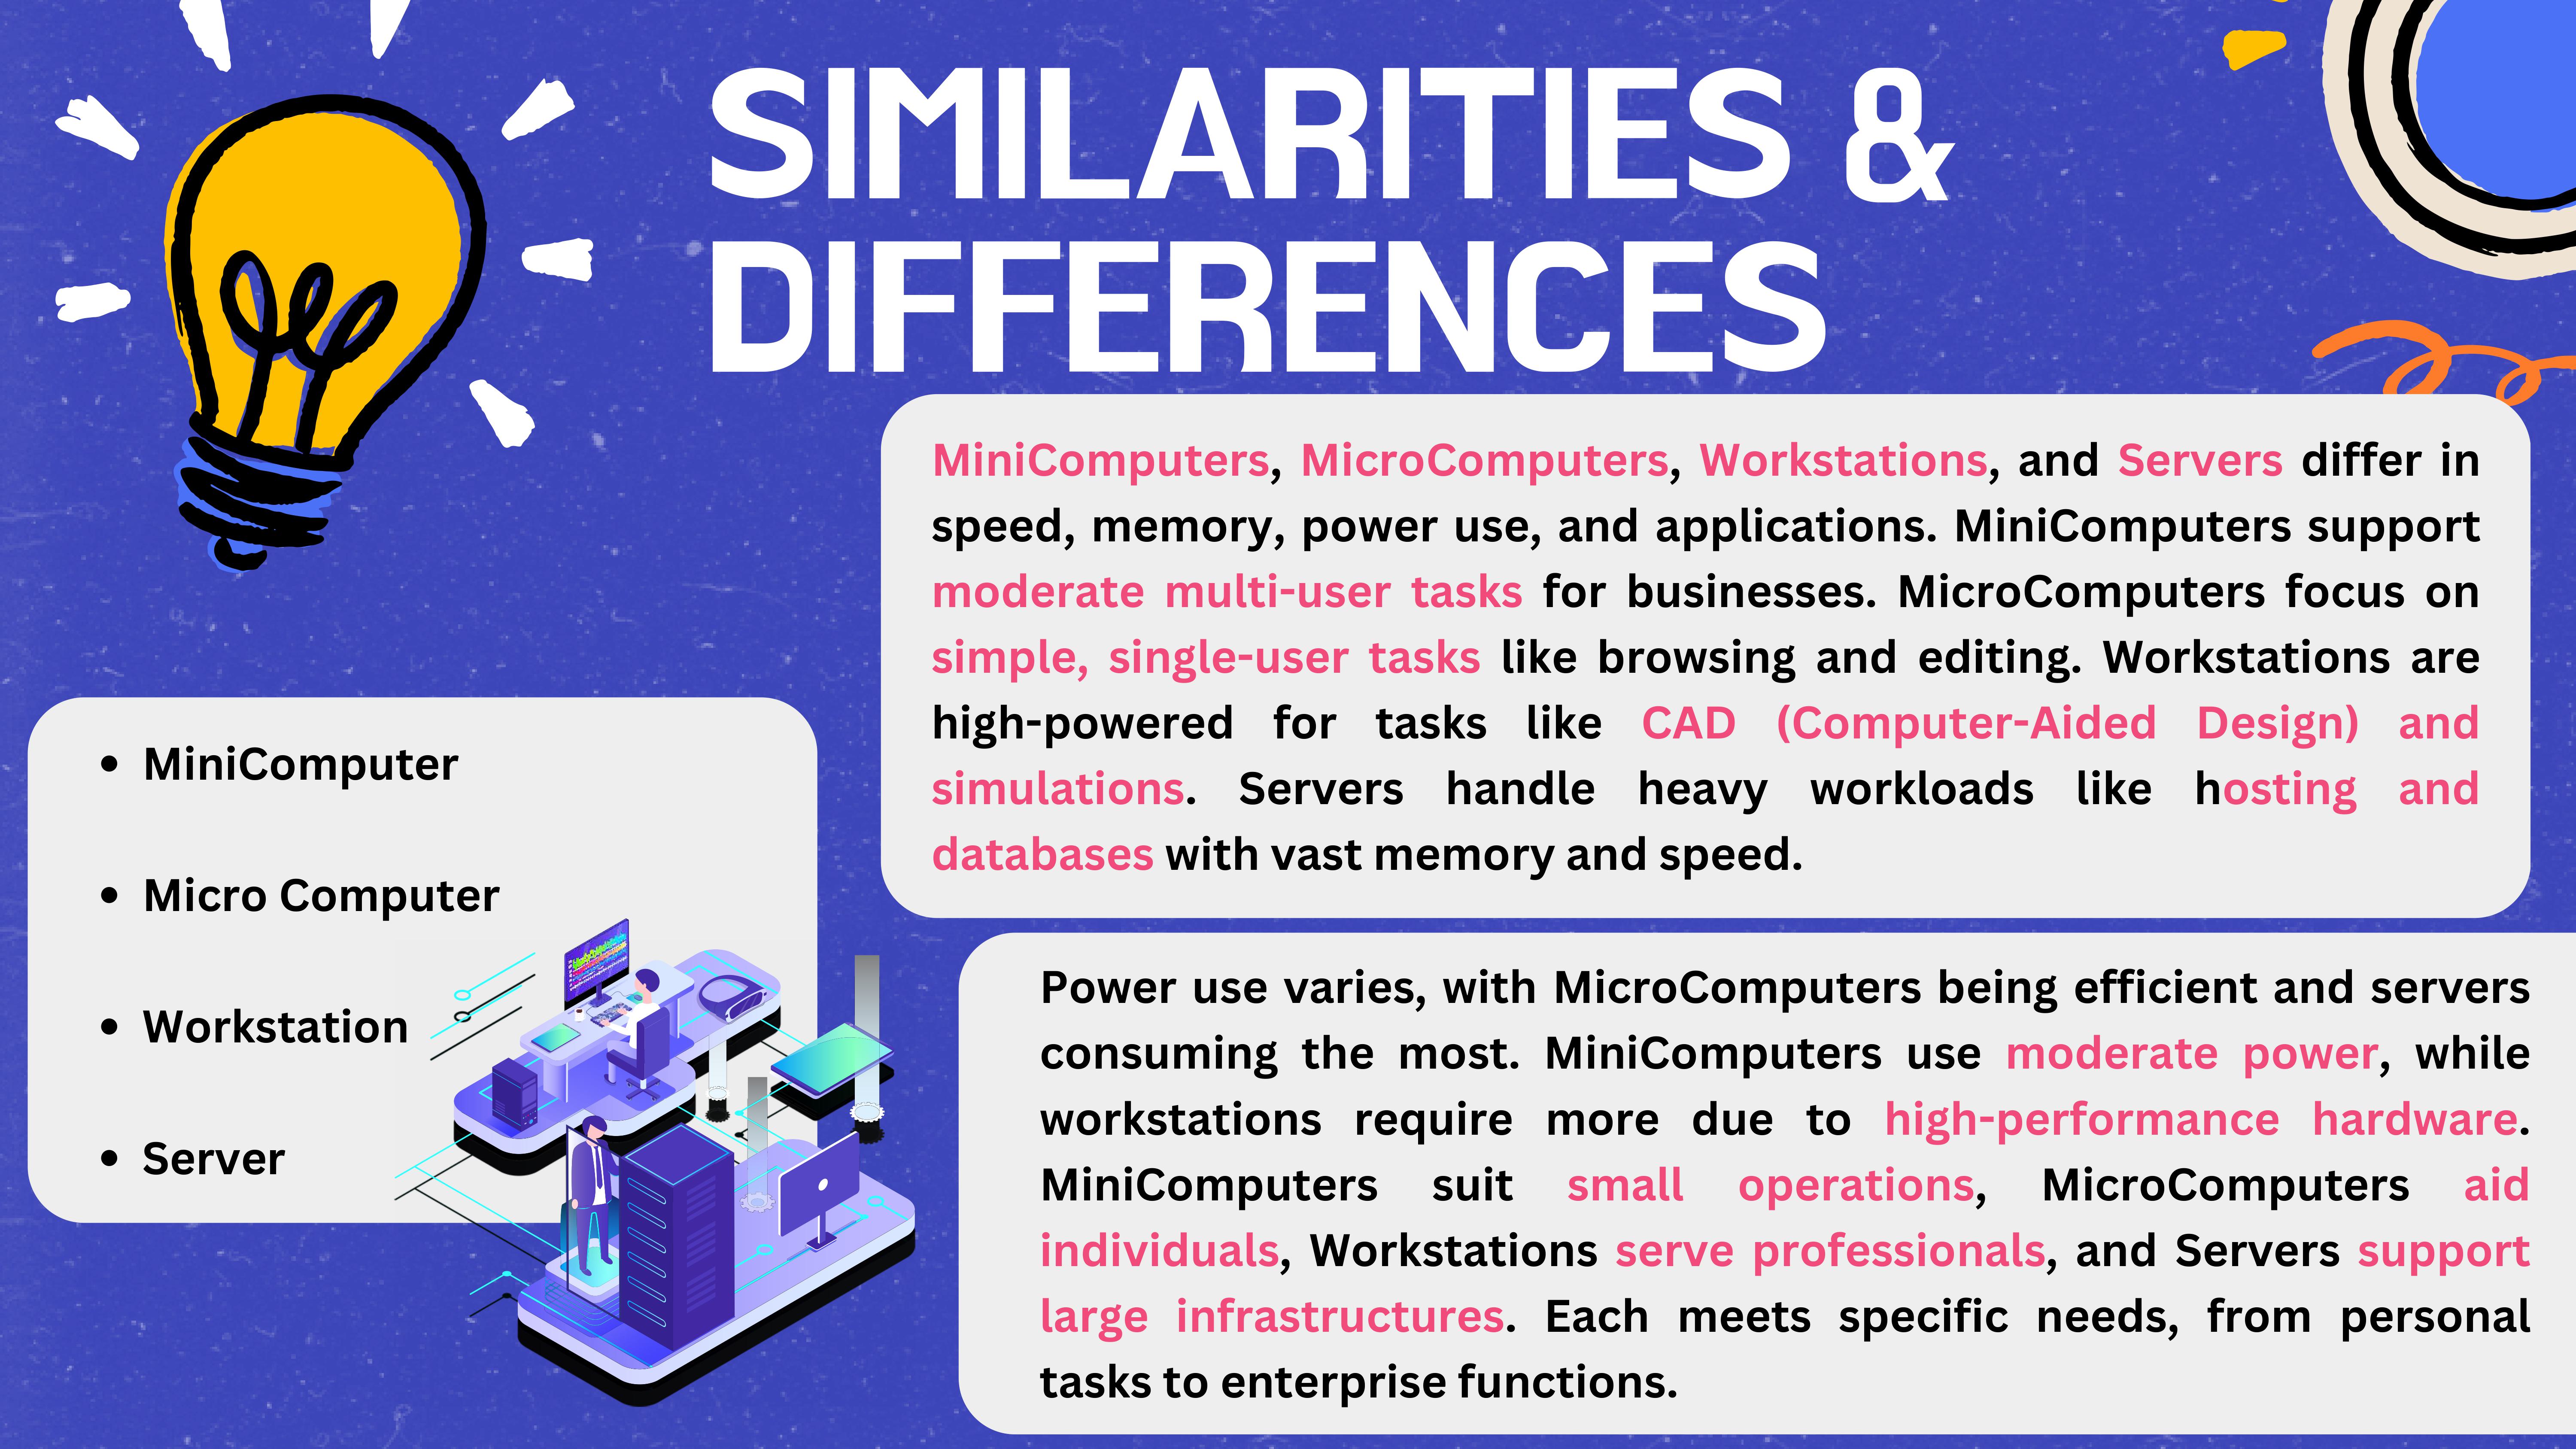 SIMILARITIES &
DIFFERENCES
MiniComputers, MicroComputers, Workstations, and Servers differ in
speed, memory, power use, and applications. MiniComputers support
moderate multi-user tasks for businesses. MicroComputers focus on
simple, single-user tasks like browsing and editing. Workstations are
high-powered for tasks like CAD (Computer-Aided Design) and
simulations. Servers handle heavy workloads like hosting and
databases with vast memory and speed.
• MiniComputer
• Micro Computer
• Workstation
• Server
Power use varies, with MicroComputers being efficient and servers
consuming the most. MiniComputers use moderate power, while
workstations require more due to high-performance hardware.
MiniComputers suit small operations, MicroComputers aid
individuals, Workstations serve professionals, and Servers support
large infrastructures. Each meets specific needs, from personal
tasks to enterprise functions.